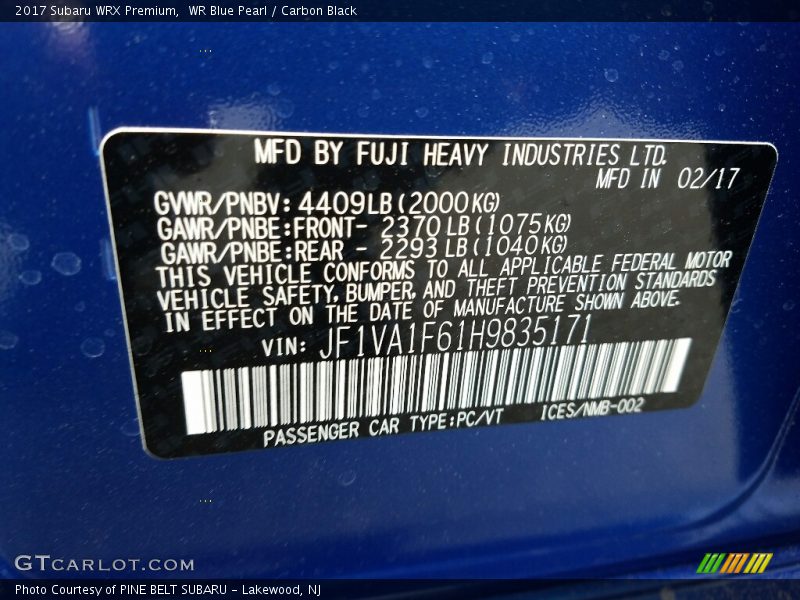 2017 Subaru WRX Premium,  WR Blue Pearl / Carbon Black
MFD BY FUJI HEAVY INDUSTRIES LTD.
MFD IN 02/17
GVWR/PNBV: 4409LB(2000KG)
GAWR/PNBE:FRONT- 2370LB(1075KG)
GAWR/PNBE:REAR - 2293 LB(1040KG)
THIS VEHICLE CONFORMS TO ALL APPLICABLE FEDERAL MOTOR
VEHICLE SAFETY, BUMPER, AND THEFT PREVENTION STANDARDS
IN EFFECT ON THE DATE OF MANUFACTURE SHOWN ABOVE.
VIN: JF1VA1F61H9835171
PASSENGER CAR TYPE:PC/VT ICES/NMB-002
GTCARLOT.COM
Photo Courtesy of PINE BELT SUBARU - Lakewood, NJ